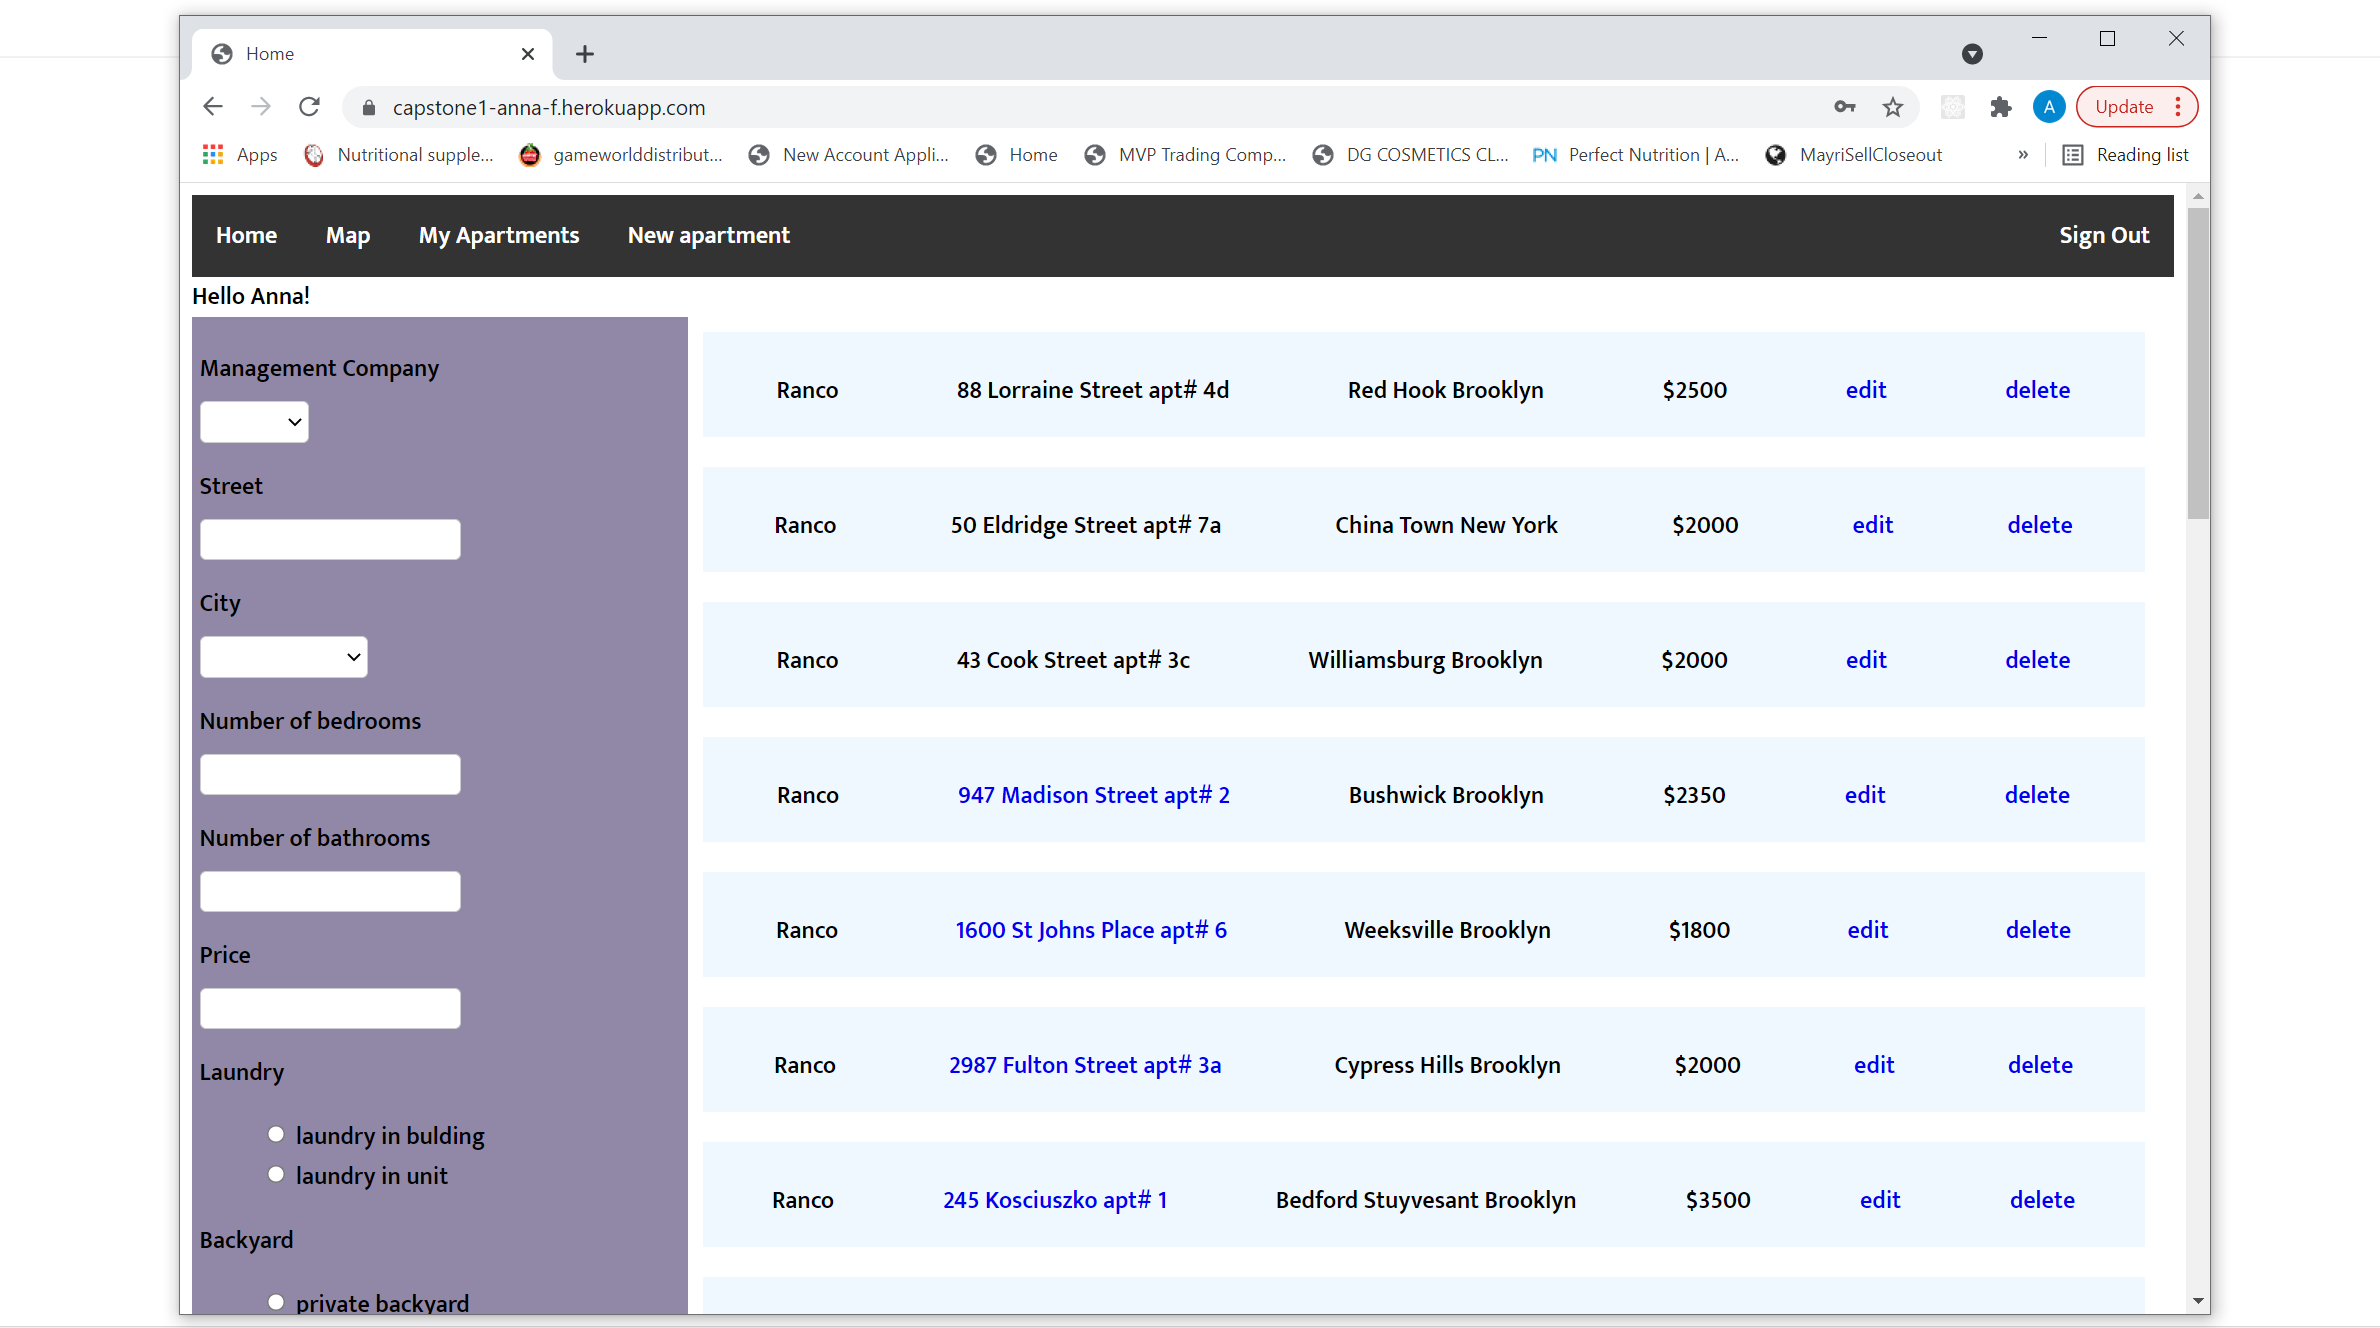 Home
capstone1-anna-f.herokuapp.com
A
Update
Apps Nutritional supple... gameworlddistribut... New Account Appli... Home MVP Trading Comp... DG COSMETICS CL... PN Perfect Nutrition | A... MayriSellCloseout » Reading list
Home Map My Apartments New apartment Sign Out
Hello Anna!
Management Company
Street
City
Number of bedrooms
Number of bathrooms
Price
Laundry
laundry in bulding
laundry in unit
Backyard
private backyard
Ranco 88 Lorraine Street apt# 4d Red Hook Brooklyn $2500 edit delete
Ranco 50 Eldridge Street apt# 7a China Town New York $2000 edit delete
Ranco 43 Cook Street apt# 3c Williamsburg Brooklyn $2000 edit delete
Ranco 947 Madison Street apt# 2 Bushwick Brooklyn $2350 edit delete
Ranco 1600 St Johns Place apt# 6 Weeksville Brooklyn $1800 edit delete
Ranco 2987 Fulton Street apt# 3a Cypress Hills Brooklyn $2000 edit delete
Ranco 245 Kosciuszko apt# 1 Bedford Stuyvesant Brooklyn $3500 edit delete